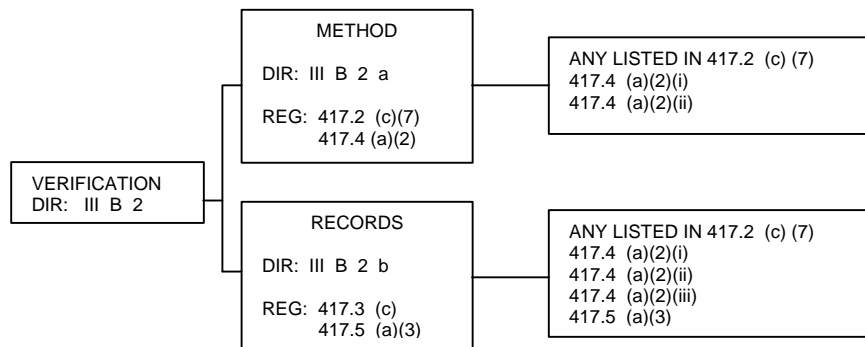 METHOD
DIR: III B 2 a
REG: 417.2 (c)(7)
417.4 (a)(2)
ANY LISTED IN 417.2 (c) (7)
417.4 (a)(2)(i)
417.4 (a)(2)(ii)
VERIFICATION
DIR: III B 2
RECORDS
DIR: III B 2 b
REG: 417.3 (c)
417.5 (a)(3)
ANY LISTED IN 417.2 (c) (7)
417.4 (a)(2)(i)
417.4 (a)(2)(ii)
417.4 (a)(2)(iii)
417.5 (a)(3)